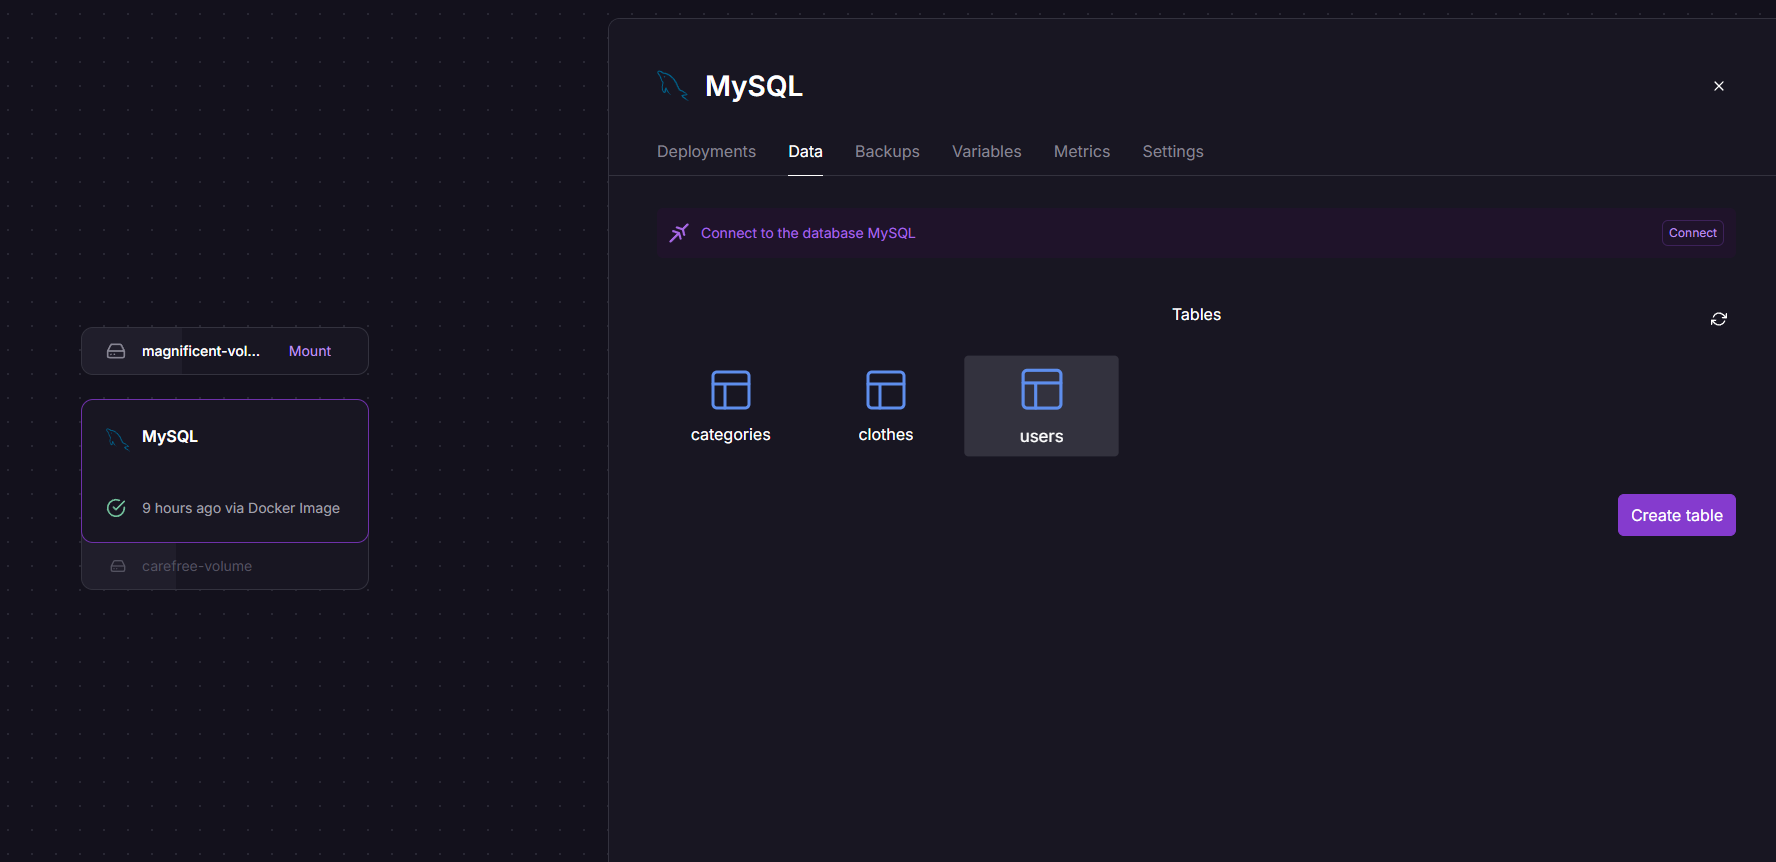 magnificent-vol...
Mount
MySQL
9 hours ago via Docker Image
carefree-volume
MySQL
Deployments
Data
Backups
Variables
Metrics
Settings
Connect to the database MySQL
Connect
Tables
categories
clothes
users
Create table